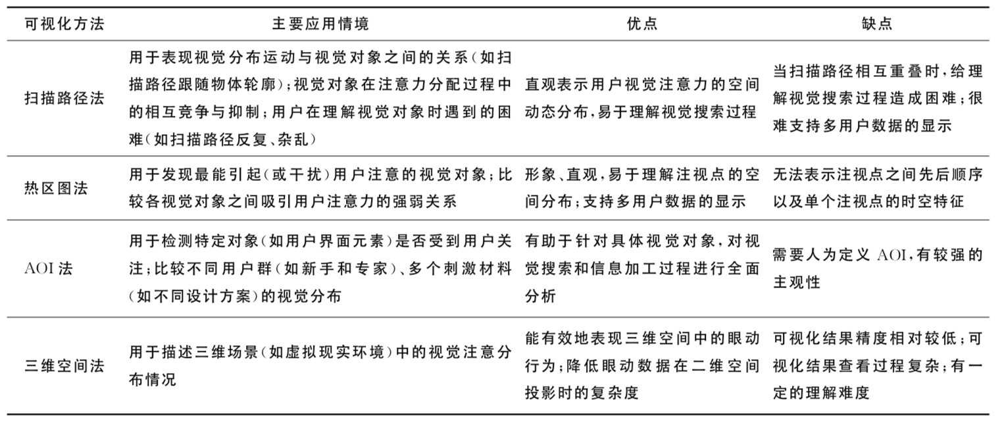 可视化方法 主要应用情境 优点 缺点
扫描路径法
用于表现视觉分布运动与视觉对象之间的关系(如扫
描路径跟随物体轮廓);视觉对象在注意力分配过程中
的相互竞争与抑制;用户在理解视觉对象时遇到的困
难(如扫描路径反复、杂乱)
直观表示用户视觉注意力的空间
动态分布,易于理解视觉搜索过程
当扫描路径相互重叠时,给理
解视觉搜索过程造成困难;很
难支持多用户数据的显示
热区图法
用于发现最能引起(或干扰)用户注意的视觉对象;比
较各视觉对象之间吸引用户注意力的强弱关系
形象、直观,易于理解注视点的空
间分布;支持多用户数据的显示
无法表示注视点之间先后顺序
以及单个注视点的时空特征
AOI 法
用于检测特定对象(如用户界面元素)是否受到用户关
注;比较不同用户群(如新手和专家)、多个刺激材料
(如不同设计方案)的视觉分布
有助于针对具体视觉对象,对视
觉搜索和信息加工过程进行全面
分析
需要人为定义 AOI,有较强的
主观性
三维空间法
用于描述三维场景(如虚拟现实环境)中的视觉注意分
布情况
能有效地表现三维空间中的眼动
行为;降低眼动数据在二维空间
投影时的复杂度
可视化结果精度相对较低;可
视化结果查看过程复杂;有一
定的理解难度